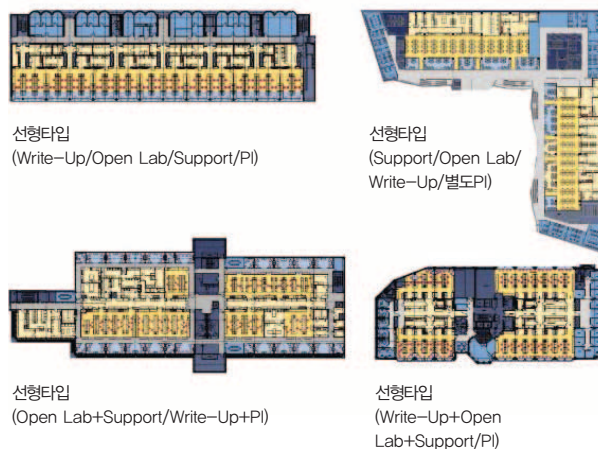 선형타입
(Write-Up/Open Lab/Support/PI)
선형타입
(Support/Open Lab/
Write-Up/별도PI)
선형타입
(Open Lab+Support/Write-Up+PI)
선형타입
(Write-Up+Open
Lab+Support/PI)